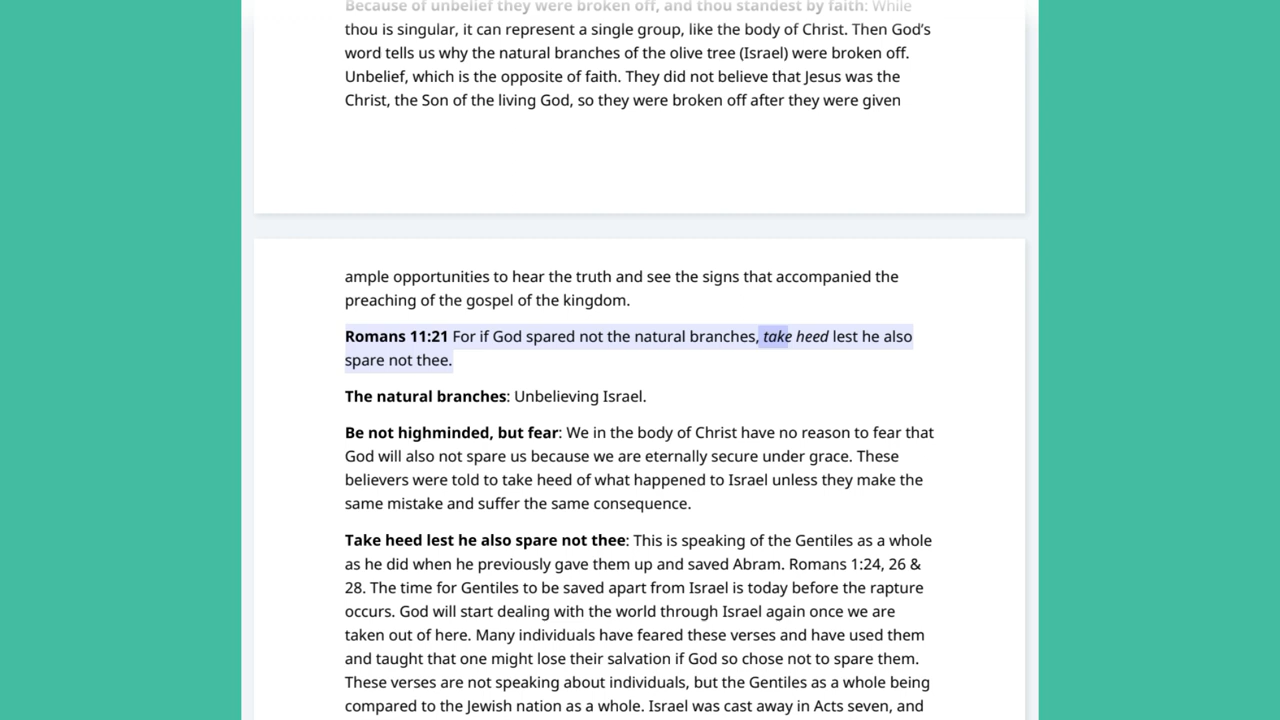 Because of unbelief they were broken off, and thou standest by faith: While
thou is singular, it can represent a single group, like the body of Christ. Then God’s
word tells us why the natural branches of the olive tree (Israel) were broken off.
Unbelief, which is the opposite of faith. They did not believe that Jesus was the
Christ, the Son of the living God, so they were broken off after they were given
ample opportunities to hear the truth and see the signs that accompanied the
preaching of the gospel of the kingdom.
Romans 11:21 For if God spared not the natural branches, take heed lest he also
spare not thee.
The natural branches: Unbelieving Israel.
Be not highminded, but fear: We in the body of Christ have no reason to fear that
God will also not spare us because we are eternally secure under grace. These
believers were told to take heed of what happened to Israel unless they make the
same mistake and suffer the same consequence.
Take heed lest he also spare not thee: This is speaking of the Gentiles as a whole
as he did when he previously gave them up and saved Abram. Romans 1:24, 26 &
28. The time for Gentiles to be saved apart from Israel is today before the rapture
occurs. God will start dealing with the world through Israel again once we are
taken out of here. Many individuals have feared these verses and have used them
and taught that one might lose their salvation if God so chose not to spare them.
These verses are not speaking about individuals, but the Gentiles as a whole being
compared to the Jewish nation as a whole. Israel was cast away in Acts seven, and